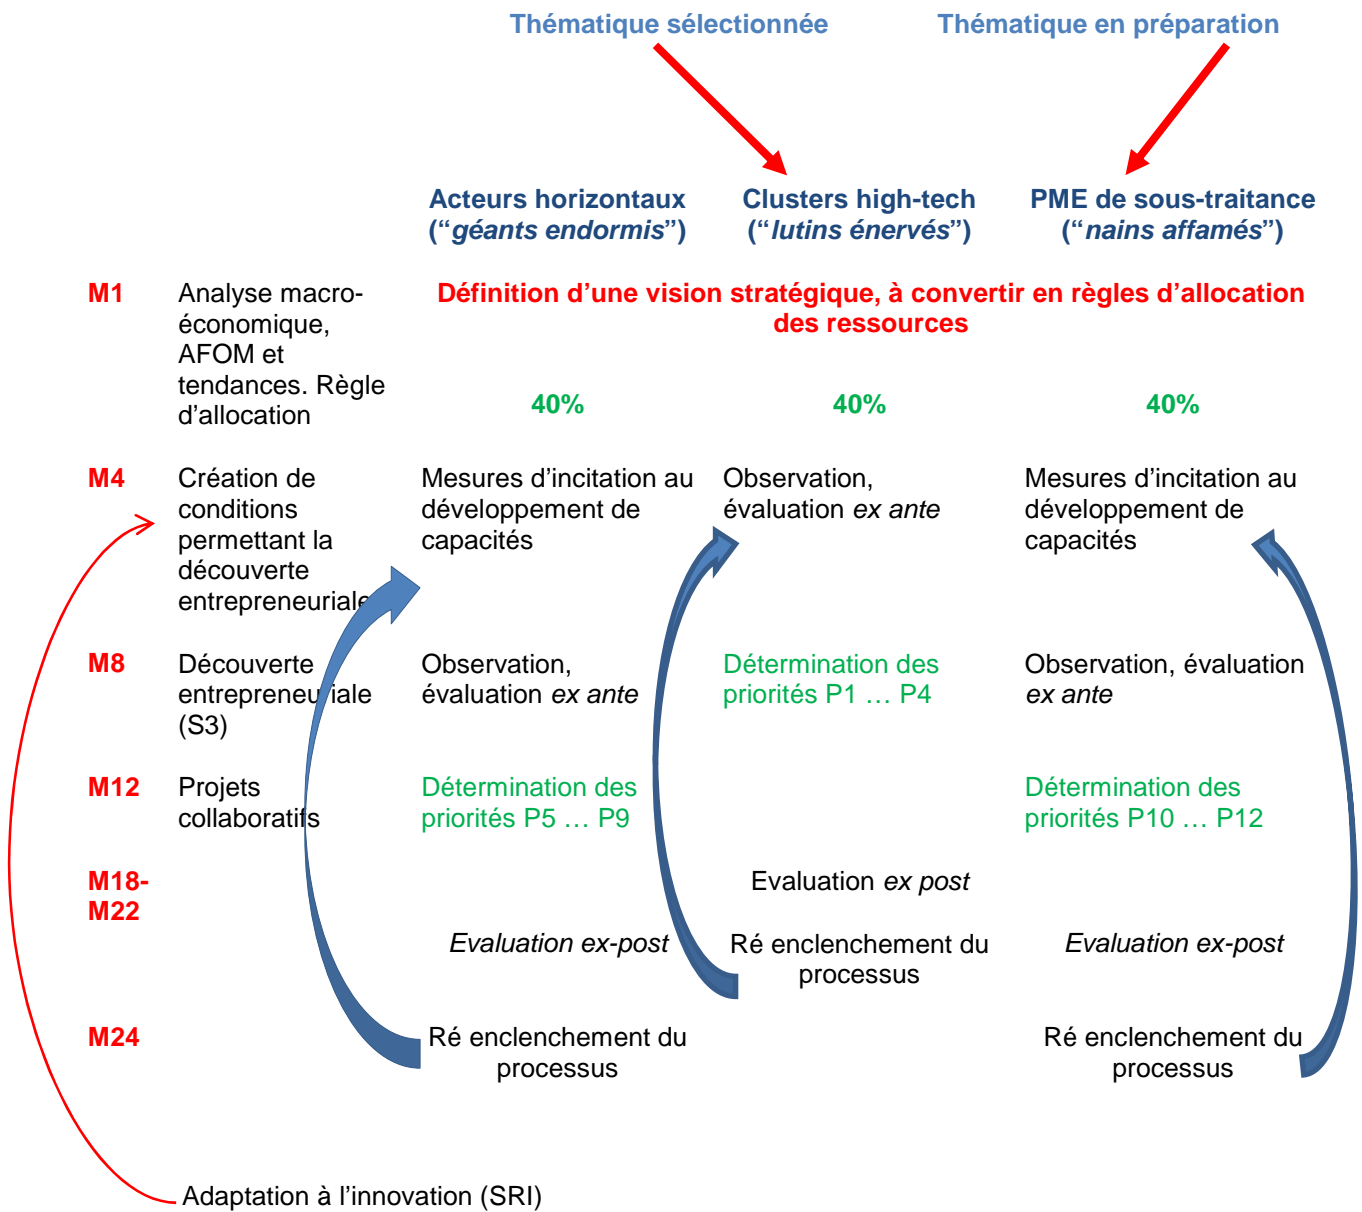 Thématique sélectionnée
Thématique en préparation
Acteurs horizontaux
(“géants endormis”)
Clusters high-tech
(“lutins énervés”)
PME de sous-traitance
(“nains affamés”)
M1
Analyse macro-
économique,
AFOM et
tendances. Règle
d’allocation
Définition d’une vision stratégique, à convertir en règles d’allocation
des ressources
40%
40%
40%
M4
Création de
conditions
permettant la
découverte
entrepreneuriale
Mesures d’incitation au
développement de
capacités
Observation,
évaluation ex ante
Mesures d’incitation au
développement de
capacités
M8
Découverte
entrepreneuriale
(S3)
Observation,
évaluation ex ante
Détermination des
priorités P1 … P4
Observation, évaluation
ex ante
M12
Projets
collaboratifs
Détermination des
priorités P5 … P9
Détermination des
priorités P10 … P12
M18-
M22
Evaluation ex post
Evaluation ex-post
Ré enclenchement du
processus
Evaluation ex-post
M24
Ré enclenchement du
processus
Ré enclenchement du
processus
Adaptation à l’innovation (SRI)